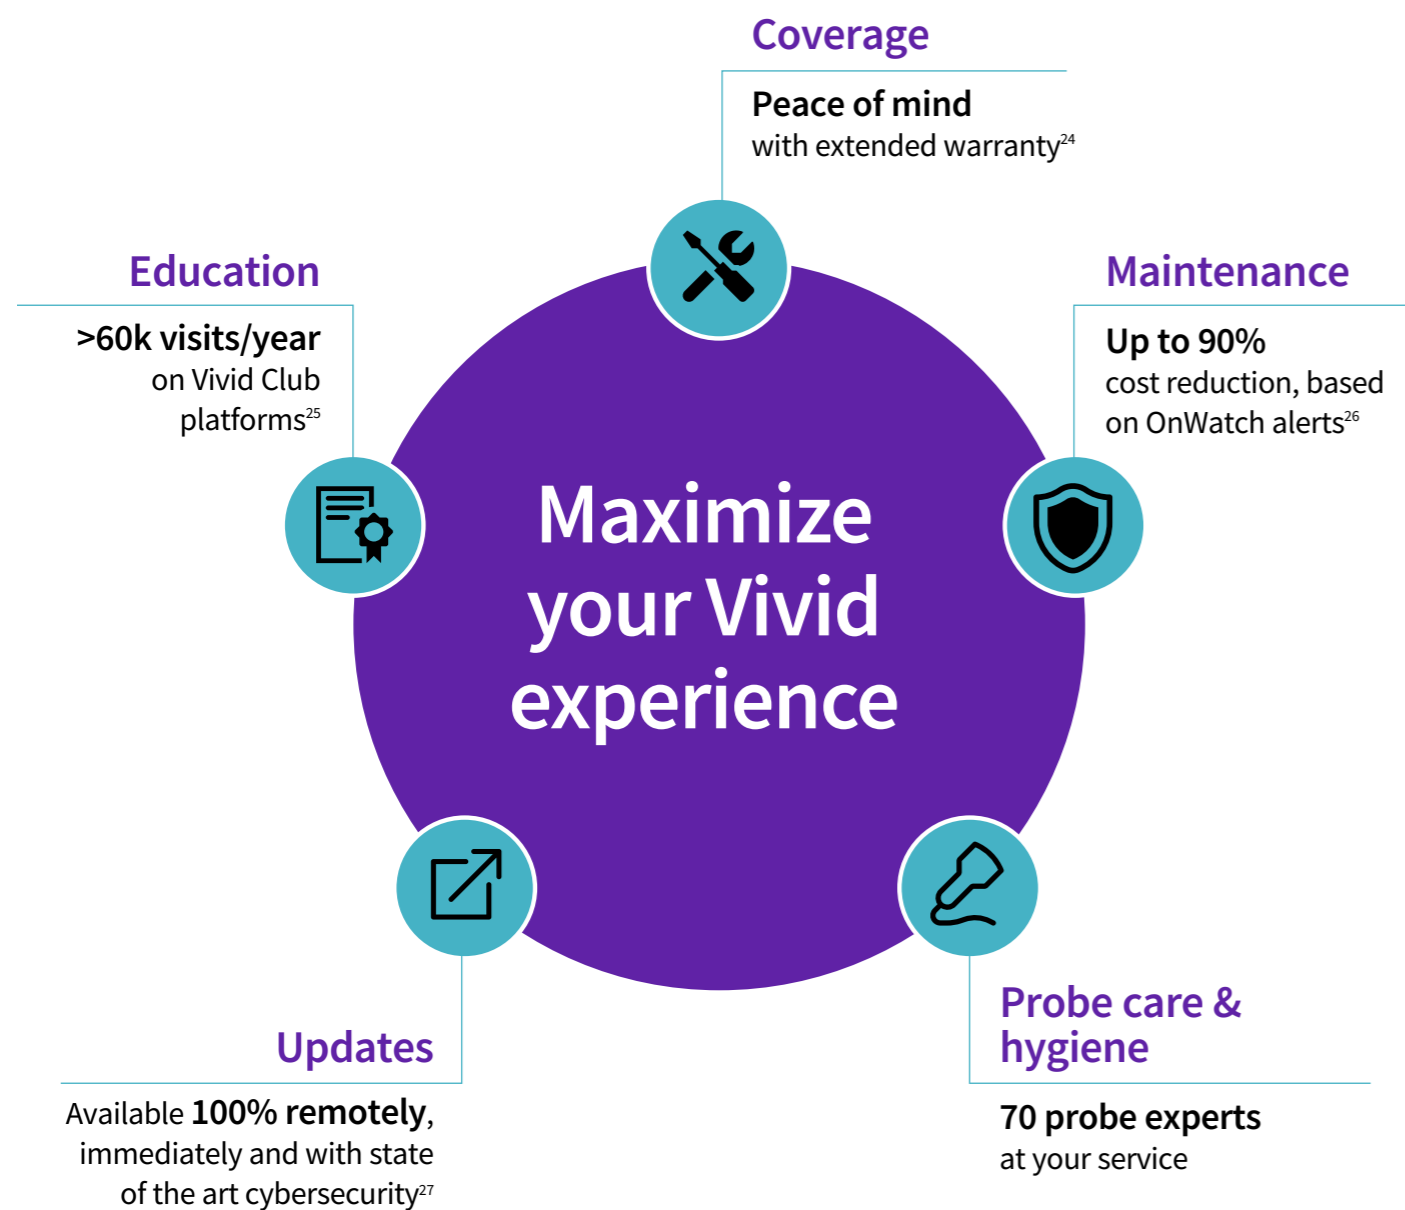 Coverage
Peace of mind
with extended warranty24
Education
>60k visits/year
on Vivid Club
platforms25
Maintenance
Up to 90%
cost reduction, based
on OnWatch alerts26
Maximize
your Vivid
experience
Updates
Available 100% remotely,
immediately and with state
of the art cybersecurity27
Probe care &
hygiene
70 probe experts
at your service